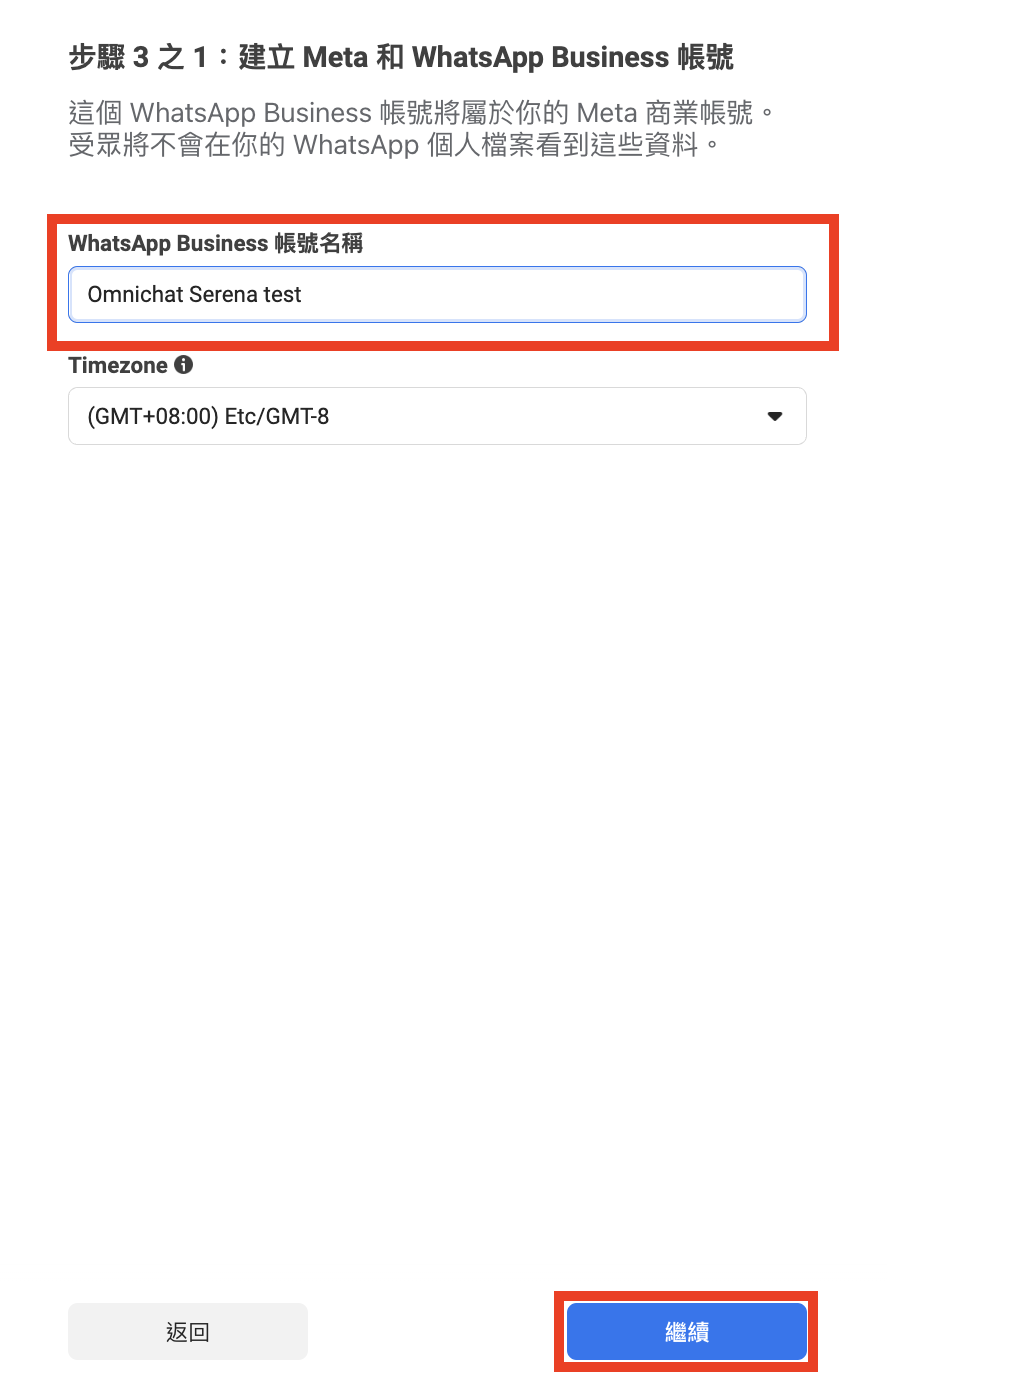 步驟 3 之 1：建立 Meta 和 WhatsApp Business 帳號
這個 WhatsApp Business 帳號將屬於你的 Meta 商業帳號。
受眾將不會在你的 WhatsApp 個人檔案看到這些資料。
WhatsApp Business 帳號名稱
Omnichat Serena test
Timezone
(GMT+08:00) Etc/GMT-8
返回
繼續